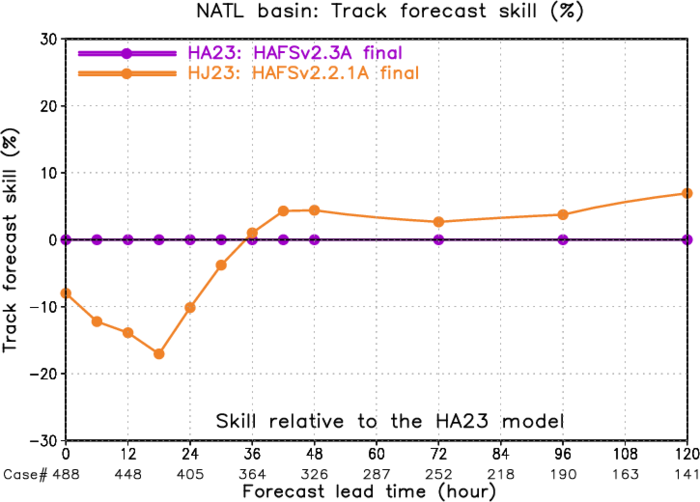 NATL basin: Track forecast skill (%)
HA23: HAFSv2.3A final
HJ23: HAFSv2.2.1A final
Track forecast skill (%)
30
20
10
0
-10
-20
-30
Skill relative to the HA23 model
0 12 24 36 48 60 72 84 96 108 120
Case# 488 448 405 364 326 287 252 218 190 163 141
Forecast lead time (hour)